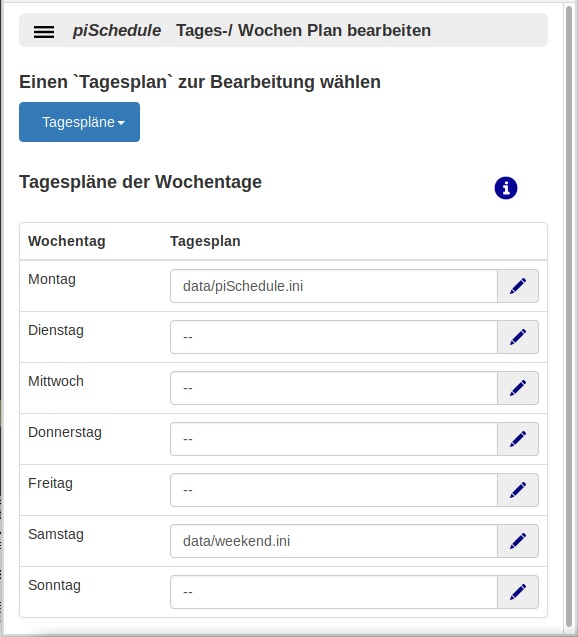 piSchedule Tages-/ Wochen Plan bearbeiten
Einen `Tagesplan` zur Bearbeitung wählen
Tagespläne
Tagespläne der Wochentage
Wochentag Tagesplan
Montag data/piSchedule.ini
Dienstag --
Mittwoch --
Donnerstag --
Freitag --
Samstag data/weekend.ini
Sonntag --